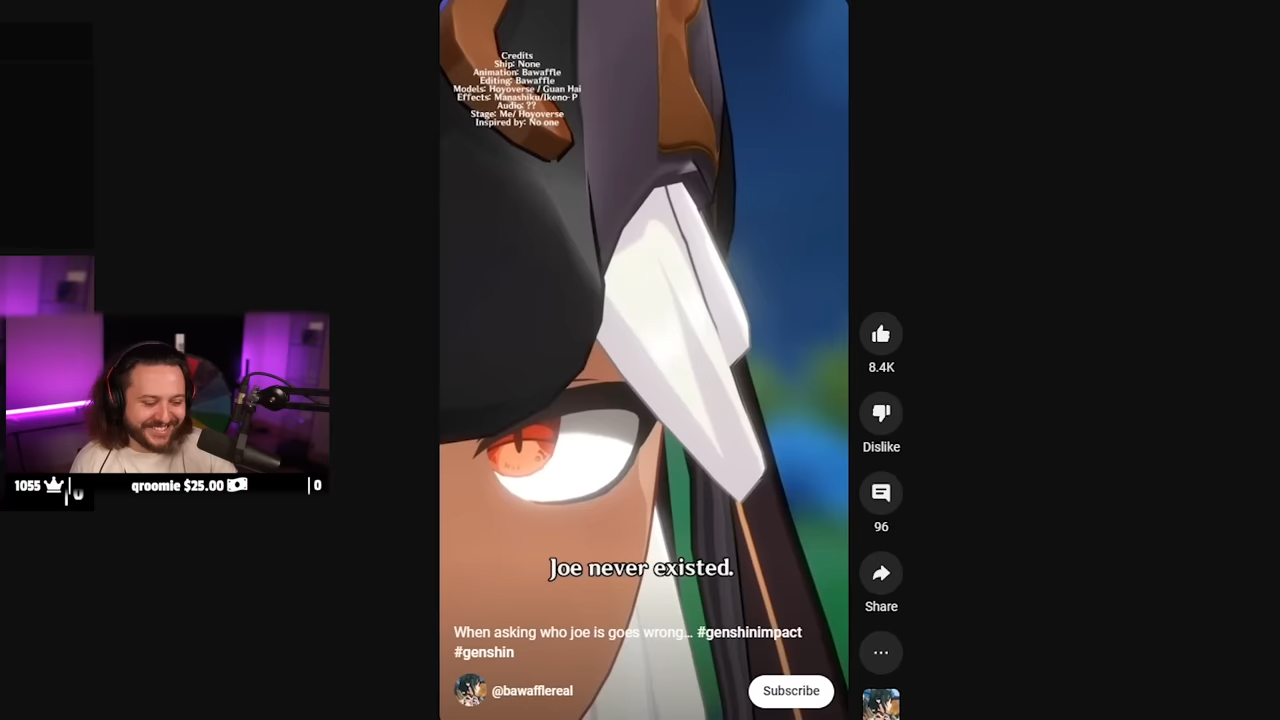 Credits
Ship: None
Animation: Bawaffle
Editing: Bawaffle
Models: Hoyoverse / Guan Hai
Effects: Manashiku/Ikeno-P
Audio: ??
Stage: Me/ Hoyoverse
Inspired by: No one
8.4K
Dislike
96
Share
1055
qroomie $25.00
0
0
Joe never existed.
When asking who joe is goes wrong... #genshinimpact
#genshin
@bawafflereal
Subscribe